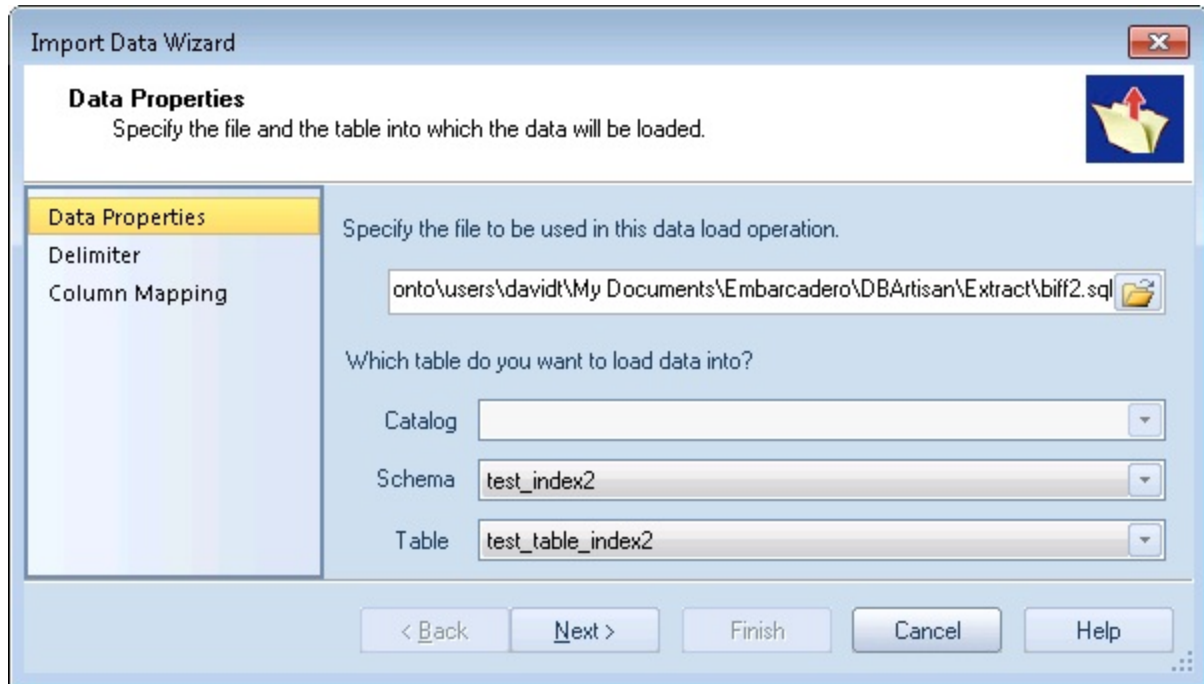 Import Data Wizard
Data Properties
Specify the file and the table into which the data will be loaded.
Data Properties
Delimiter
Column Mapping
Specify the file to be used in this data load operation.
onto\users\davidt\My Documents\Embarcadero\DBArtisan\Extract\biff2.sql
Which table do you want to load data into?
Catalog
Schema test_index2
Table test_table_index2
< Back Next > Finish Cancel Help